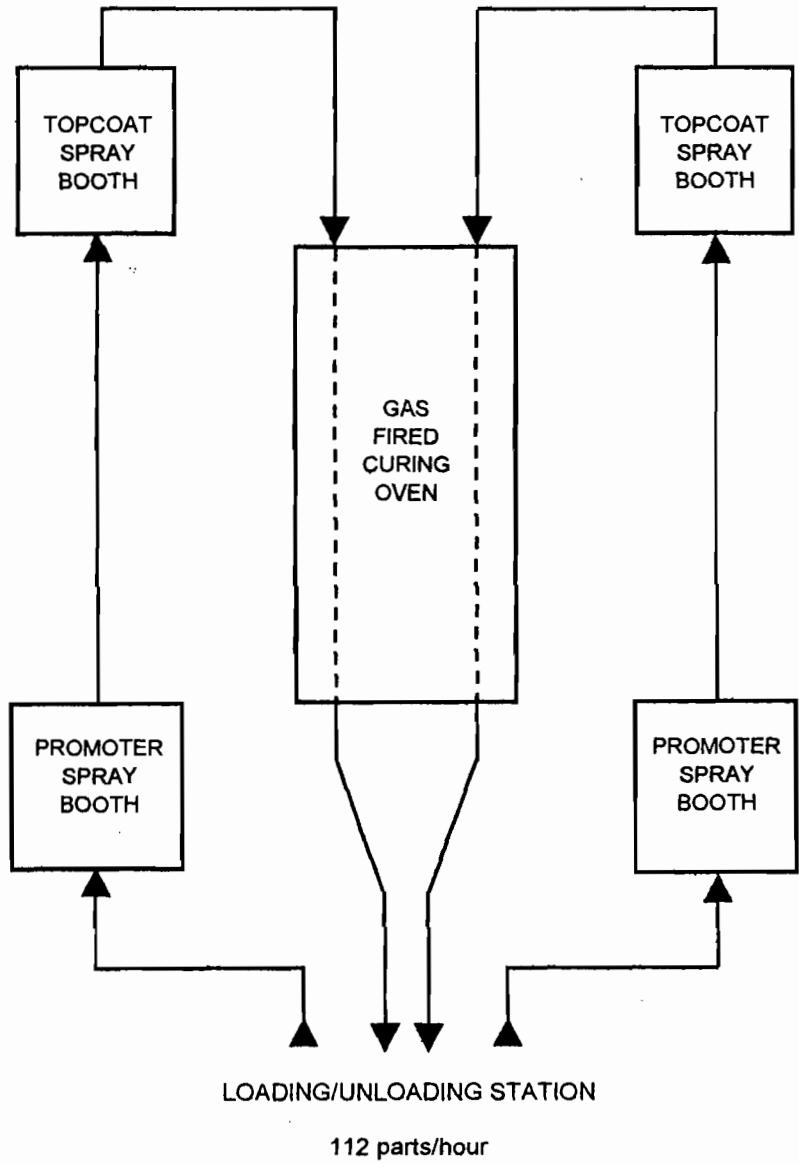 TOPCOAT
SPRAY
BOOTH
TOPCOAT
SPRAY
BOOTH
GAS
FIRED
CURING
OVEN
PROMOTER
SPRAY
BOOTH
PROMOTER
SPRAY
BOOTH
LOADING/UNLOADING STATION
112 parts/hour